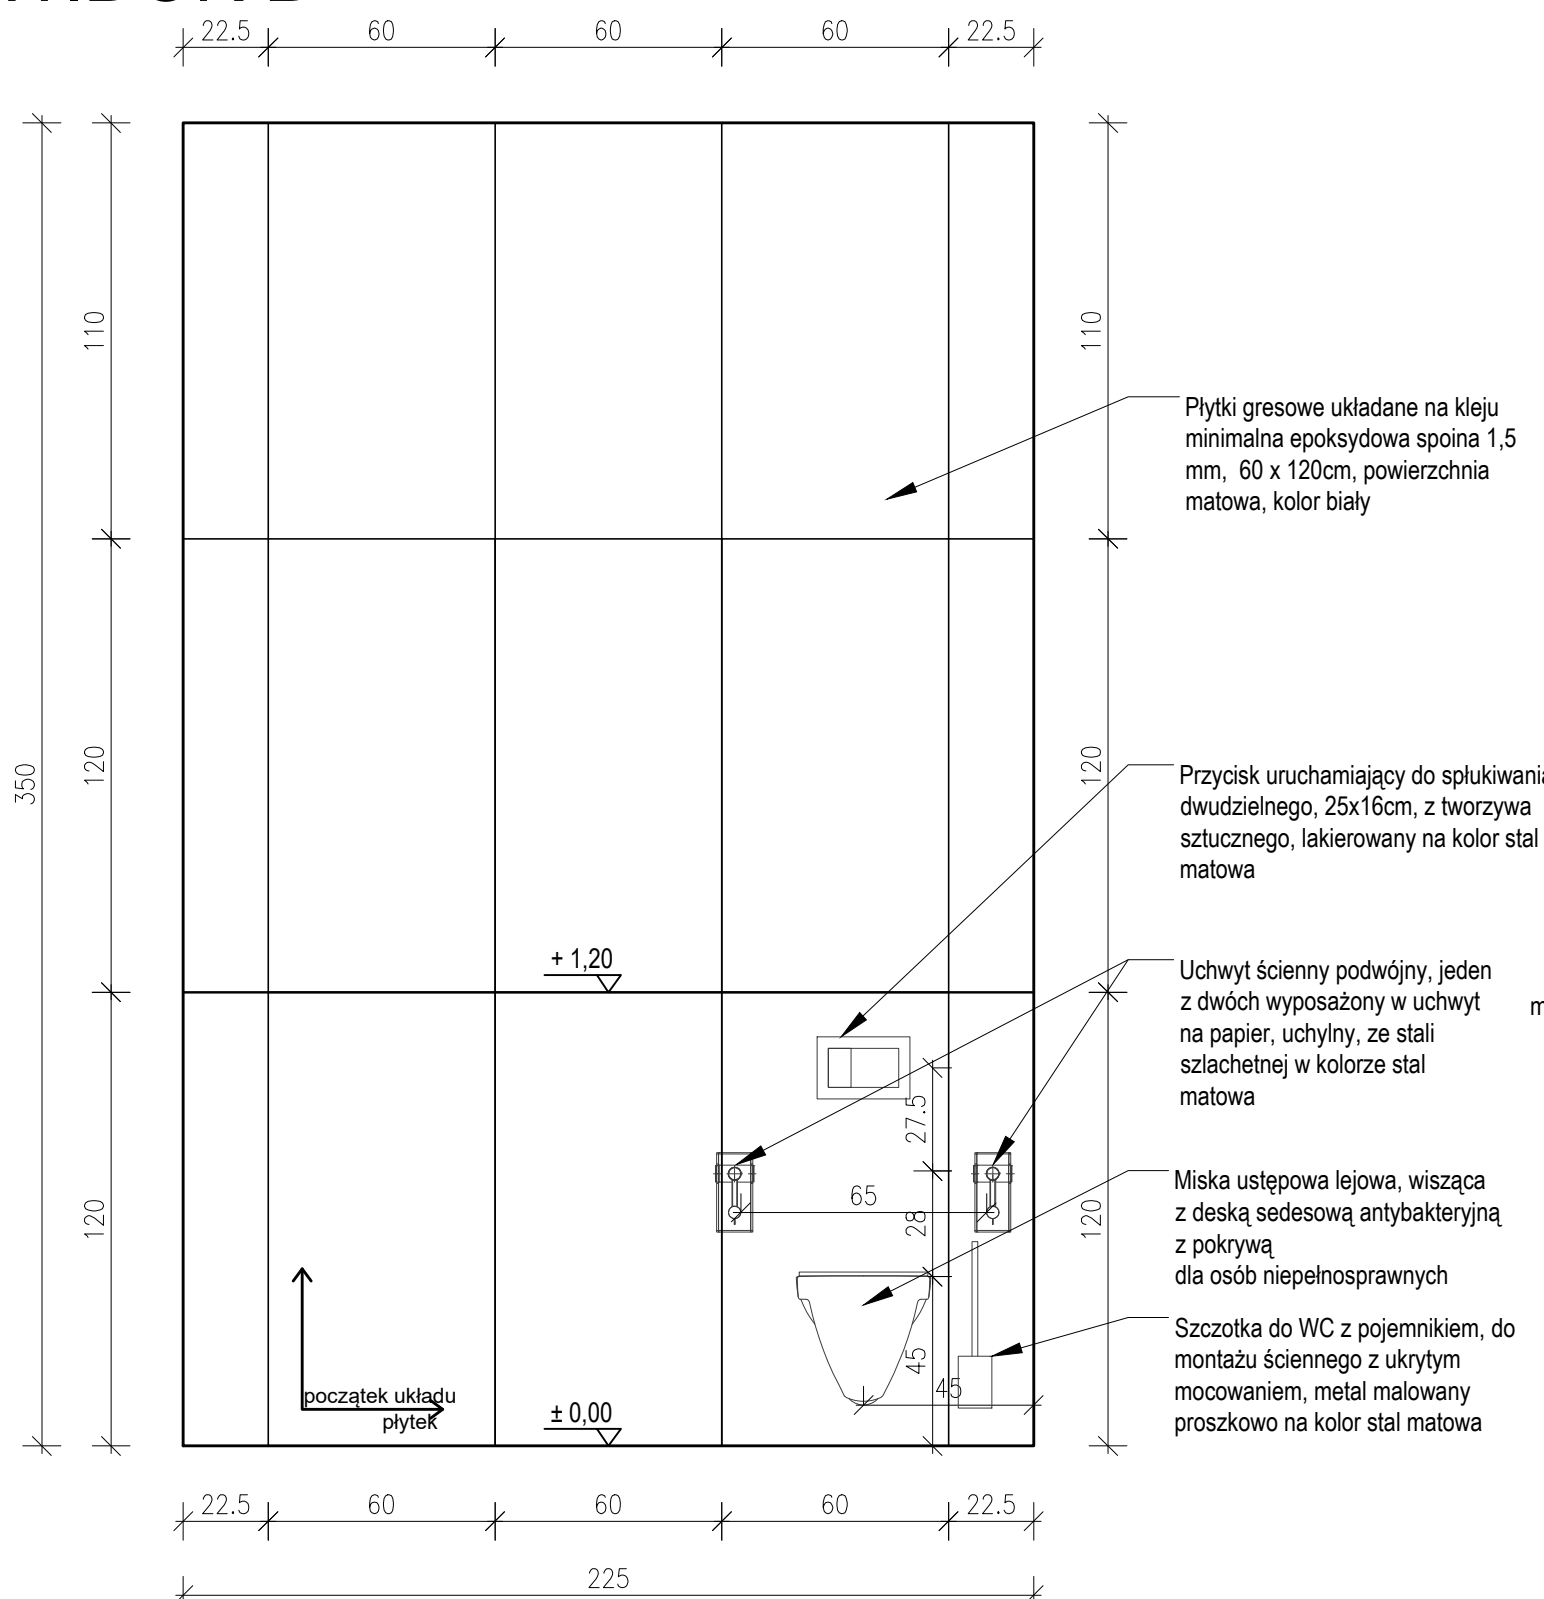 22.5 60 60 60 22.5
110
110
Płytki gresowe układane na kleju
minimalna epoksydowa spoina 1,5
mm, 60 x 120cm, powierzchnia
matowa, kolor biały
350
120
120
Przycisk uruchamiający do spłukiwania
dwudzielnego, 25x16cm, z tworzywa
sztucznego, lakierowany na kolor stal
matowa
+ 1,20
Uchwyt ścienny podwójny, jeden
z dwóch wyposażony w uchwyt
na papier, uchylny, ze stali
szlachetnej w kolorze stal
matowa
m
27.5
65
28
120
120
Miska ustępowa lejowa, wisząca
z deską sedesową antybakteryjną
z pokrywą
dla osób niepełnosprawnych
45
45
Szczotka do WC z pojemnikiem, do
montażu ściennego z ukrytym
mocowaniem, metal malowany
proszkowo na kolor stal matowa
początek układu
płytek
± 0,00
22.5 60 60 60 22.5
225